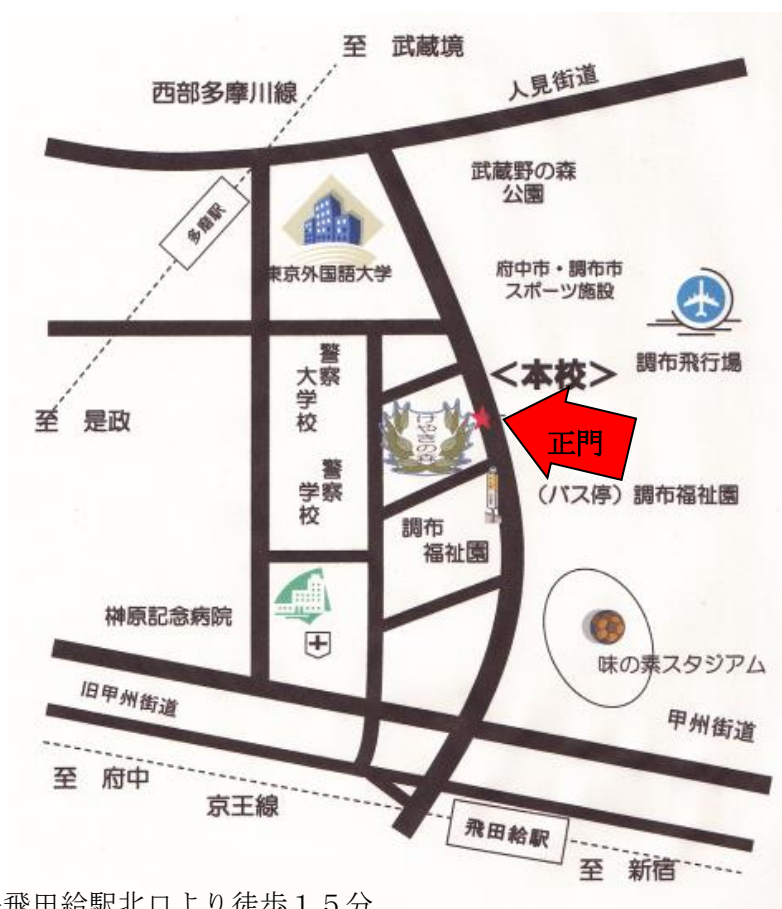 至 武蔵境
西部多摩川線
人見街道
武蔵野の森
公園
多磨駅
東京外国語大学
府中市・調布市
スポーツ施設
調布飛行場
警察
大学校
<本校>
至 是政
けやきの森
正門
警察
学校
(バス停)調布福祉園
調布
福祉園
榊原記念病院
味の素スタジアム
旧甲州街道
甲州街道
至 府中
京王線
飛田給駅
至 新宿
飛田給駅北口より徒歩15分